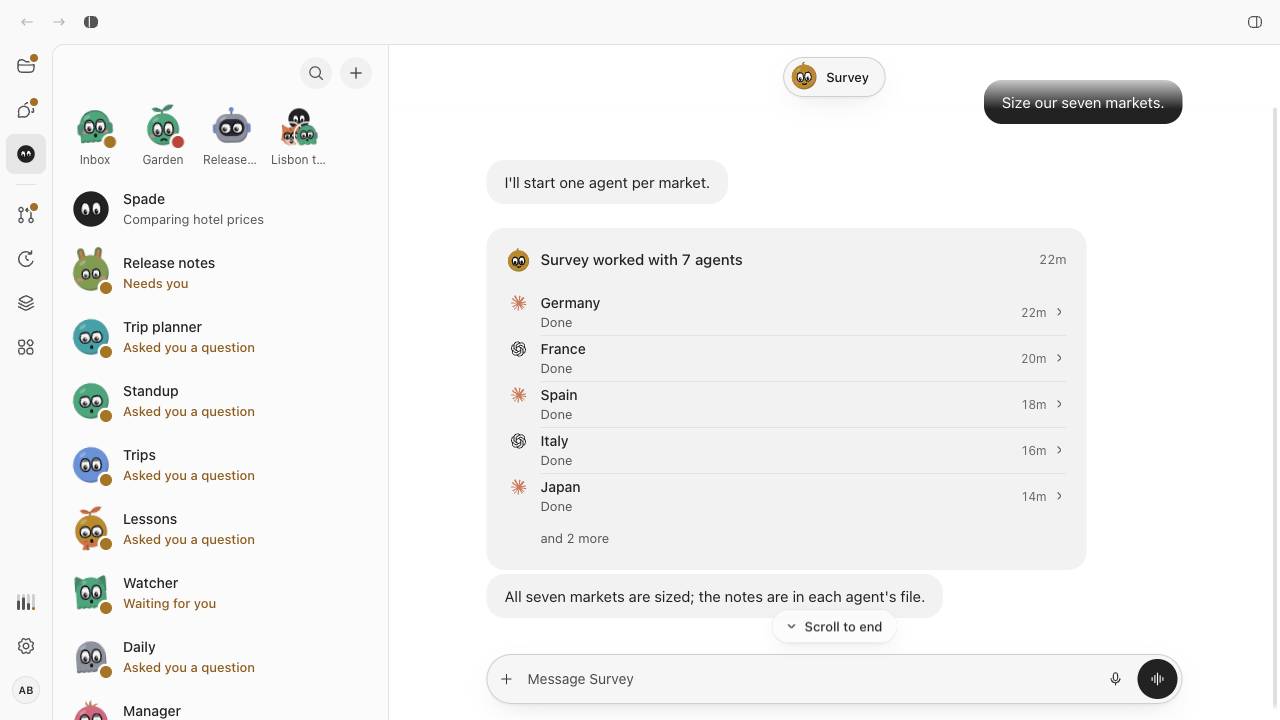 Inbox
Garden
Release...
Lisbon t...
Spade
Comparing hotel prices
Release notes
Needs you
Trip planner
Asked you a question
Standup
Asked you a question
Trips
Asked you a question
Lessons
Asked you a question
Watcher
Waiting for you
Daily
Asked you a question
Manager
AB
Survey
Size our seven markets.
I'll start one agent per market.
Survey worked with 7 agents 22m
Germany
Done 22m
France
Done 20m
Spain
Done 18m
Italy
Done 16m
Japan
Done 14m
and 2 more
All seven markets are sized; the notes are in each agent's file.
Scroll to end
Message Survey